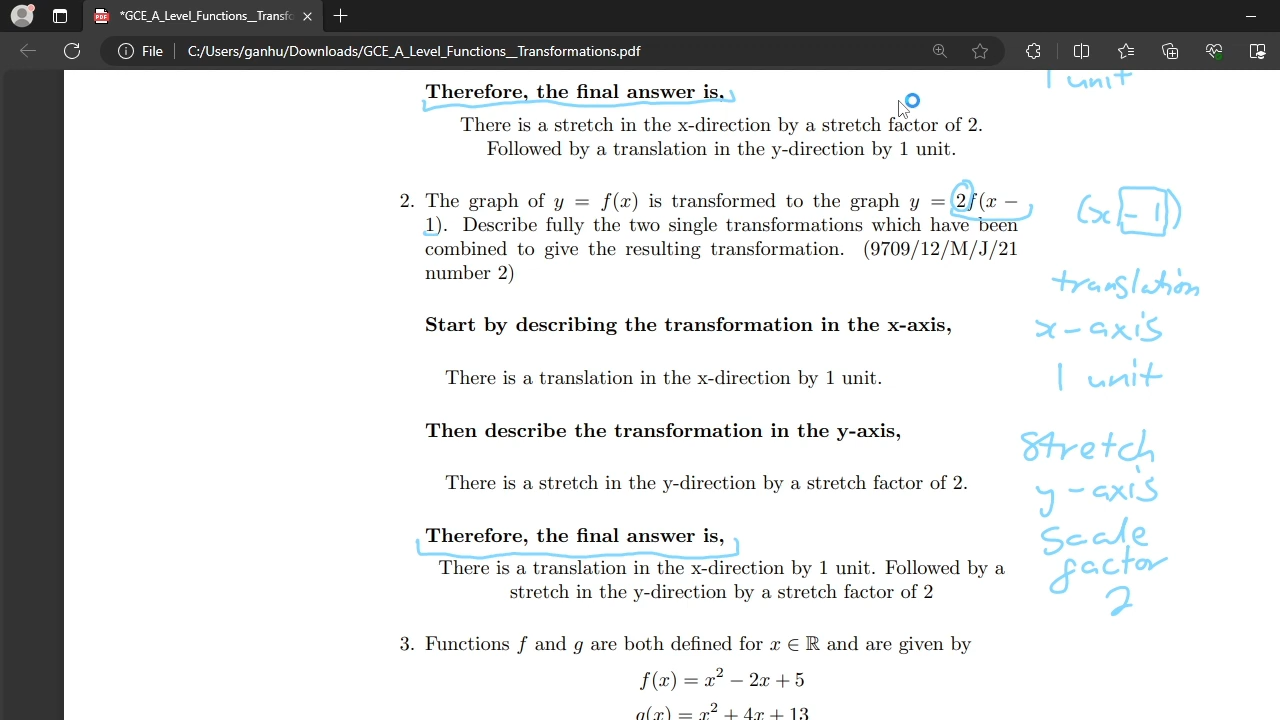 *GCE_A_Level_Functions__Transfo
File C:/Users/ganhu/Downloads/GCE_A_Level_Functions__Transformations.pdf
1 unit
Therefore, the final answer is,
There is a stretch in the x-direction by a stretch factor of 2.
Followed by a translation in the y-direction by 1 unit.
2. The graph of y = f(x) is transformed to the graph y = 2f(x −
1). Describe fully the two single transformations which have been
combined to give the resulting transformation. (9709/12/M/J/21
number 2)
(x - 1)
translation
x-axis
1 unit
Start by describing the transformation in the x-axis,
There is a translation in the x-direction by 1 unit.
Then describe the transformation in the y-axis,
There is a stretch in the y-direction by a stretch factor of 2.
Stretch
y-axis
scale
factor
2
Therefore, the final answer is,
There is a translation in the x-direction by 1 unit. Followed by a
stretch in the y-direction by a stretch factor of 2
3. Functions f and g are both defined for x ∈ ℝ and are given by
f(x) = x² − 2x + 5
g(x) = x² + 4x + 13